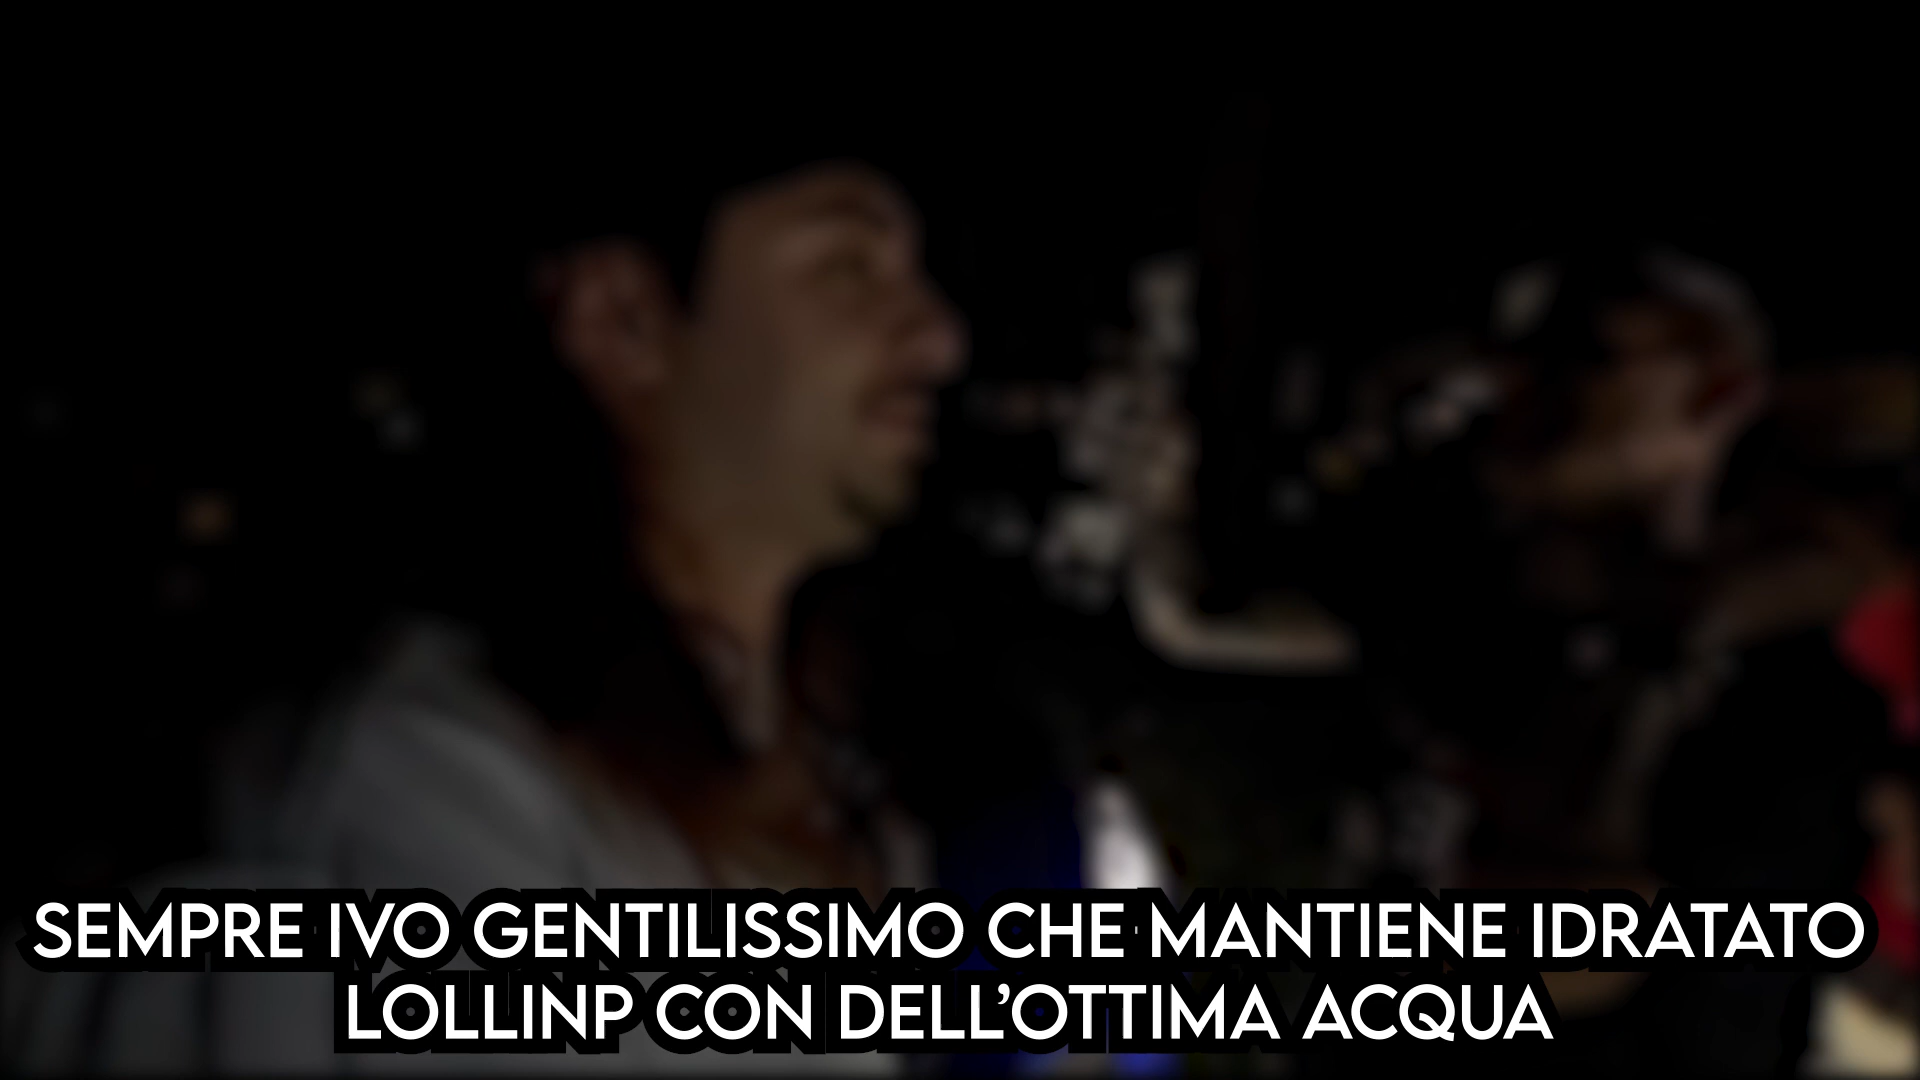 SEMPRE IVO GENTILISSIMO CHE MANTIENE IDRATATO
LOLLINP CON DELL’OTTIMA ACQUA